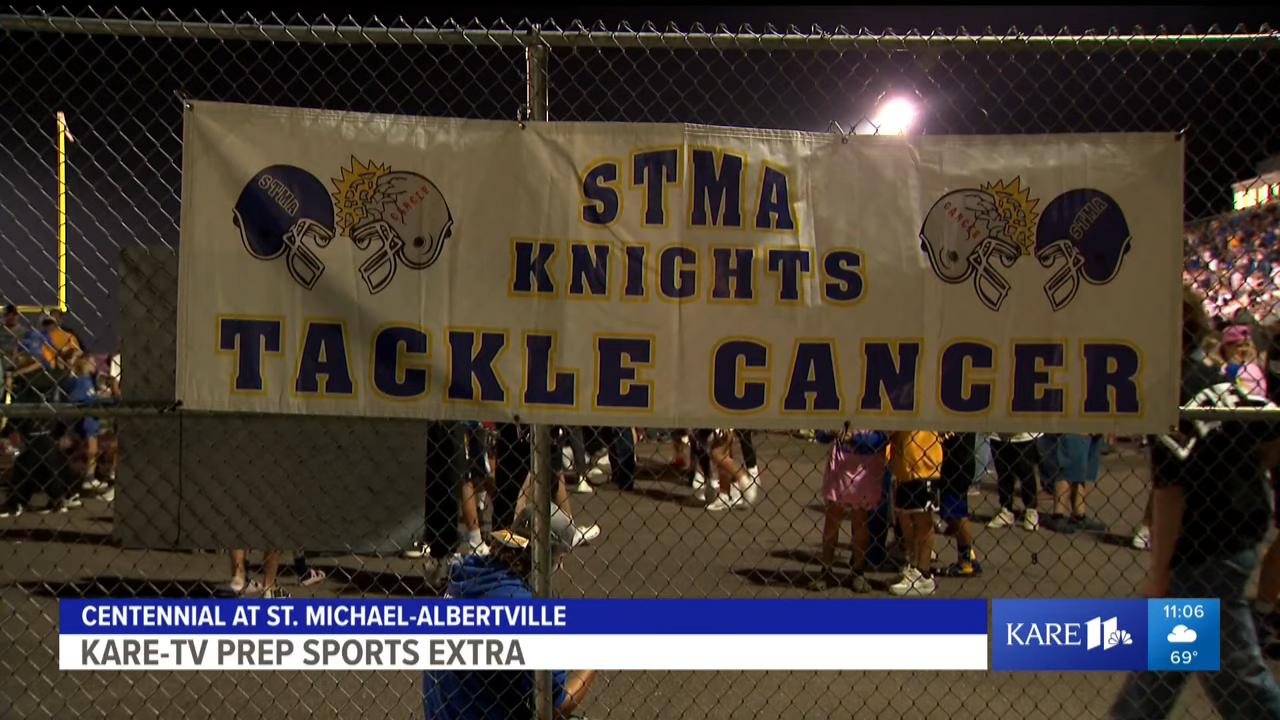 STMA
CANCER
STMA
KNIGHTS
CANCER
STMA
TACKLE CANCER
CENTENNIAL AT ST. MICHAEL-ALBERTVILLE
KARE-TV PREP SPORTS EXTRA
KARE 11
11:06
69°